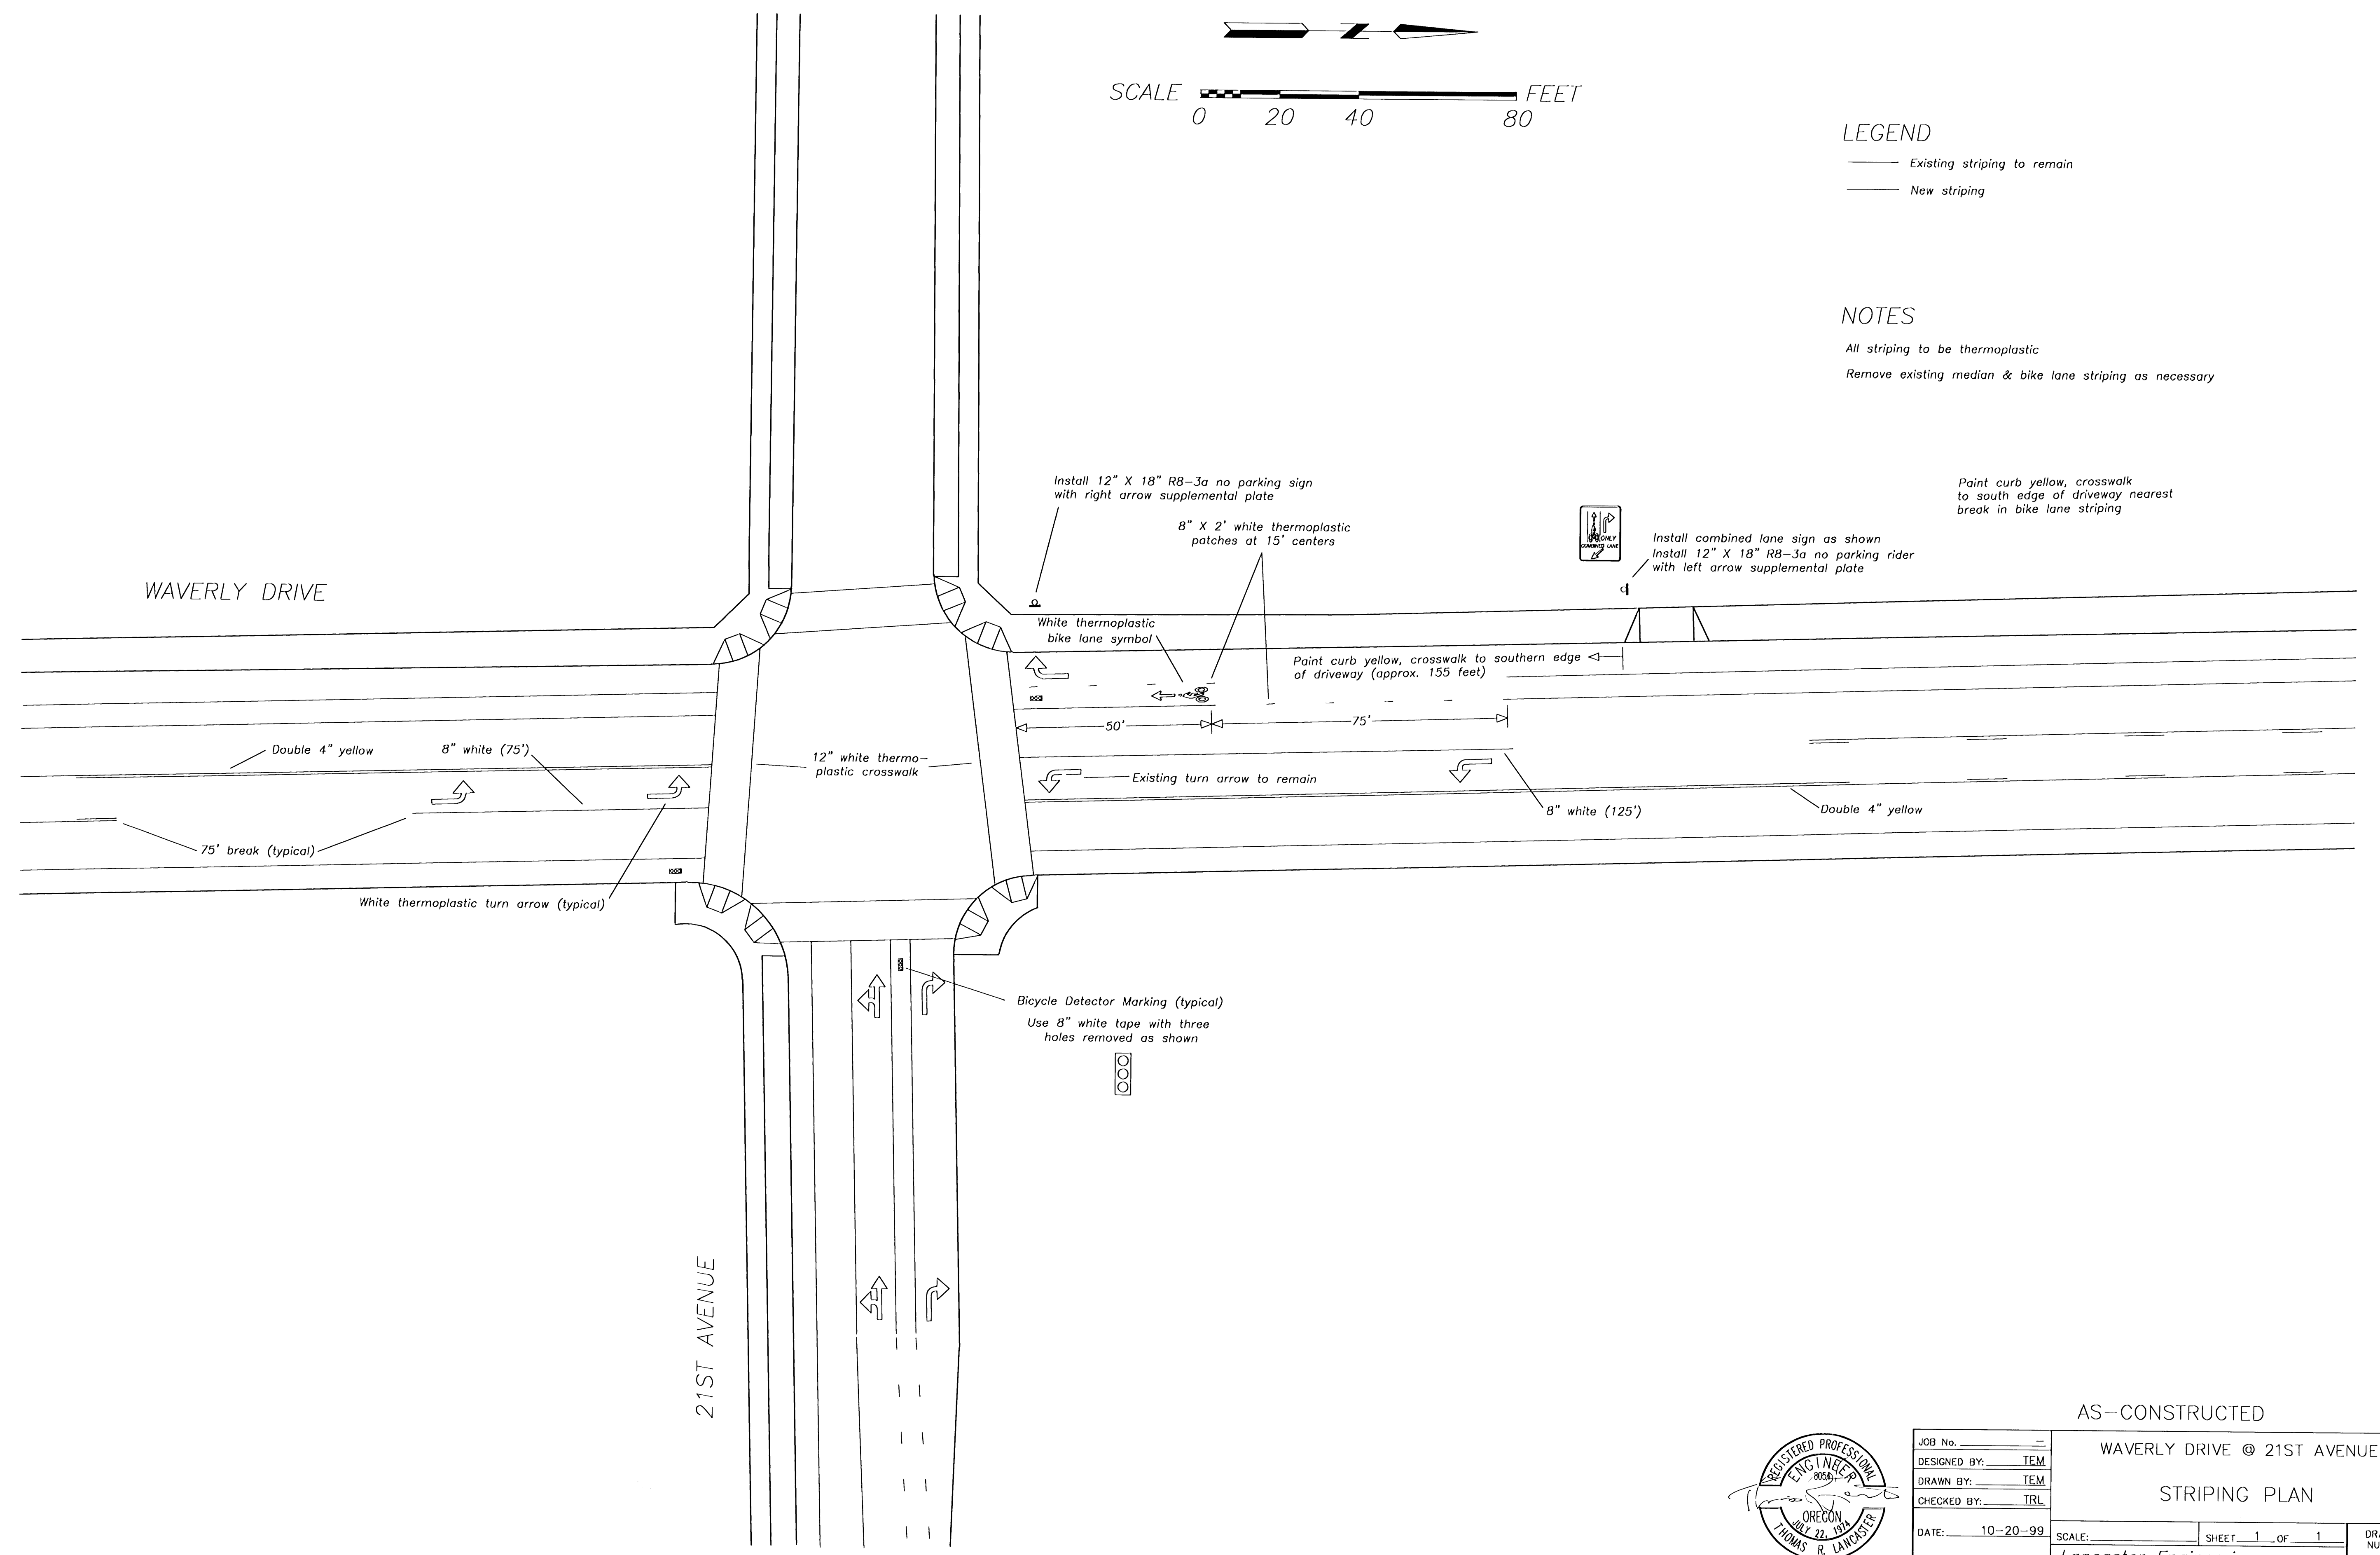 SCALE
FEET
0 20 40 80
LEGEND
Existing striping to remain
New striping
NOTES
All striping to be thermoplastic
Remove existing median & bike lane striping as necessary
Install 12" X 18" R8-3a no parking sign
with right arrow supplemental plate
8" X 2' white thermoplastic
patches at 15' centers
ONLY
COMBINED LANE
Install combined lane sign as shown
Install 12" X 18" R8-3a no parking rider
with left arrow supplemental plate
Paint curb yellow, crosswalk
to south edge of driveway nearest
break in bike lane striping
WAVERLY DRIVE
White thermoplastic
bike lane symbol
Paint curb yellow, crosswalk to southern edge
of driveway (approx. 155 feet)
50'
75'
Double 4" yellow
8" white (75')
12" white thermo-
plastic crosswalk
Existing turn arrow to remain
8" white (125')
Double 4" yellow
75' break (typical)
White thermoplastic turn arrow (typical)
Bicycle Detector Marking (typical)
Use 8" white tape with three
holes removed as shown
21ST AVENUE
AS-CONSTRUCTED
REGISTERED PROFESSIONAL
ENGINEER
OREGON
JULY 22, 1974
THOMAS R. LANCASTER
JOB No. -
DESIGNED BY: TEM
DRAWN BY: TEM
CHECKED BY: TRL
DATE: 10-20-99
WAVERLY DRIVE @ 21ST AVENUE
STRIPING PLAN
SCALE:
SHEET 1 OF 1